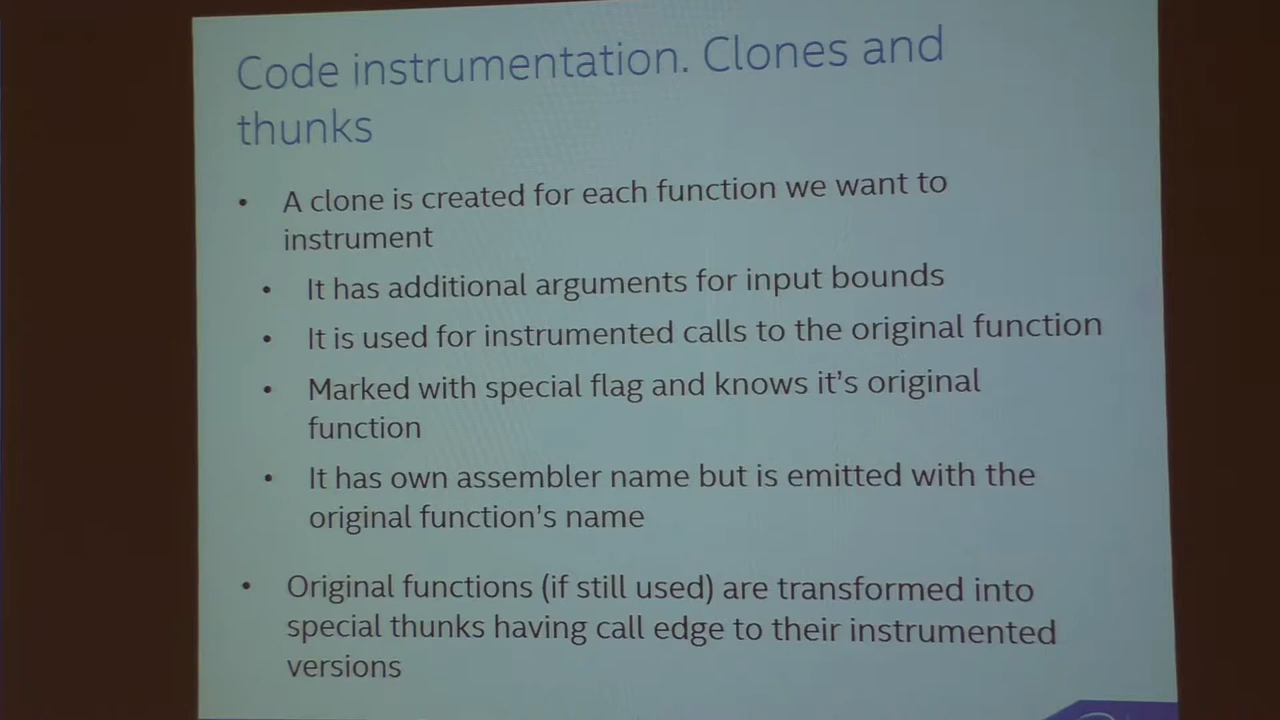 Code instrumentation. Clones and
thunks
• A clone is created for each function we want to
instrument
• It has additional arguments for input bounds
• It is used for instrumented calls to the original function
• Marked with special flag and knows it's original
function
• It has own assembler name but is emitted with the
original function's name
• Original functions (if still used) are transformed into
special thunks having call edge to their instrumented
versions